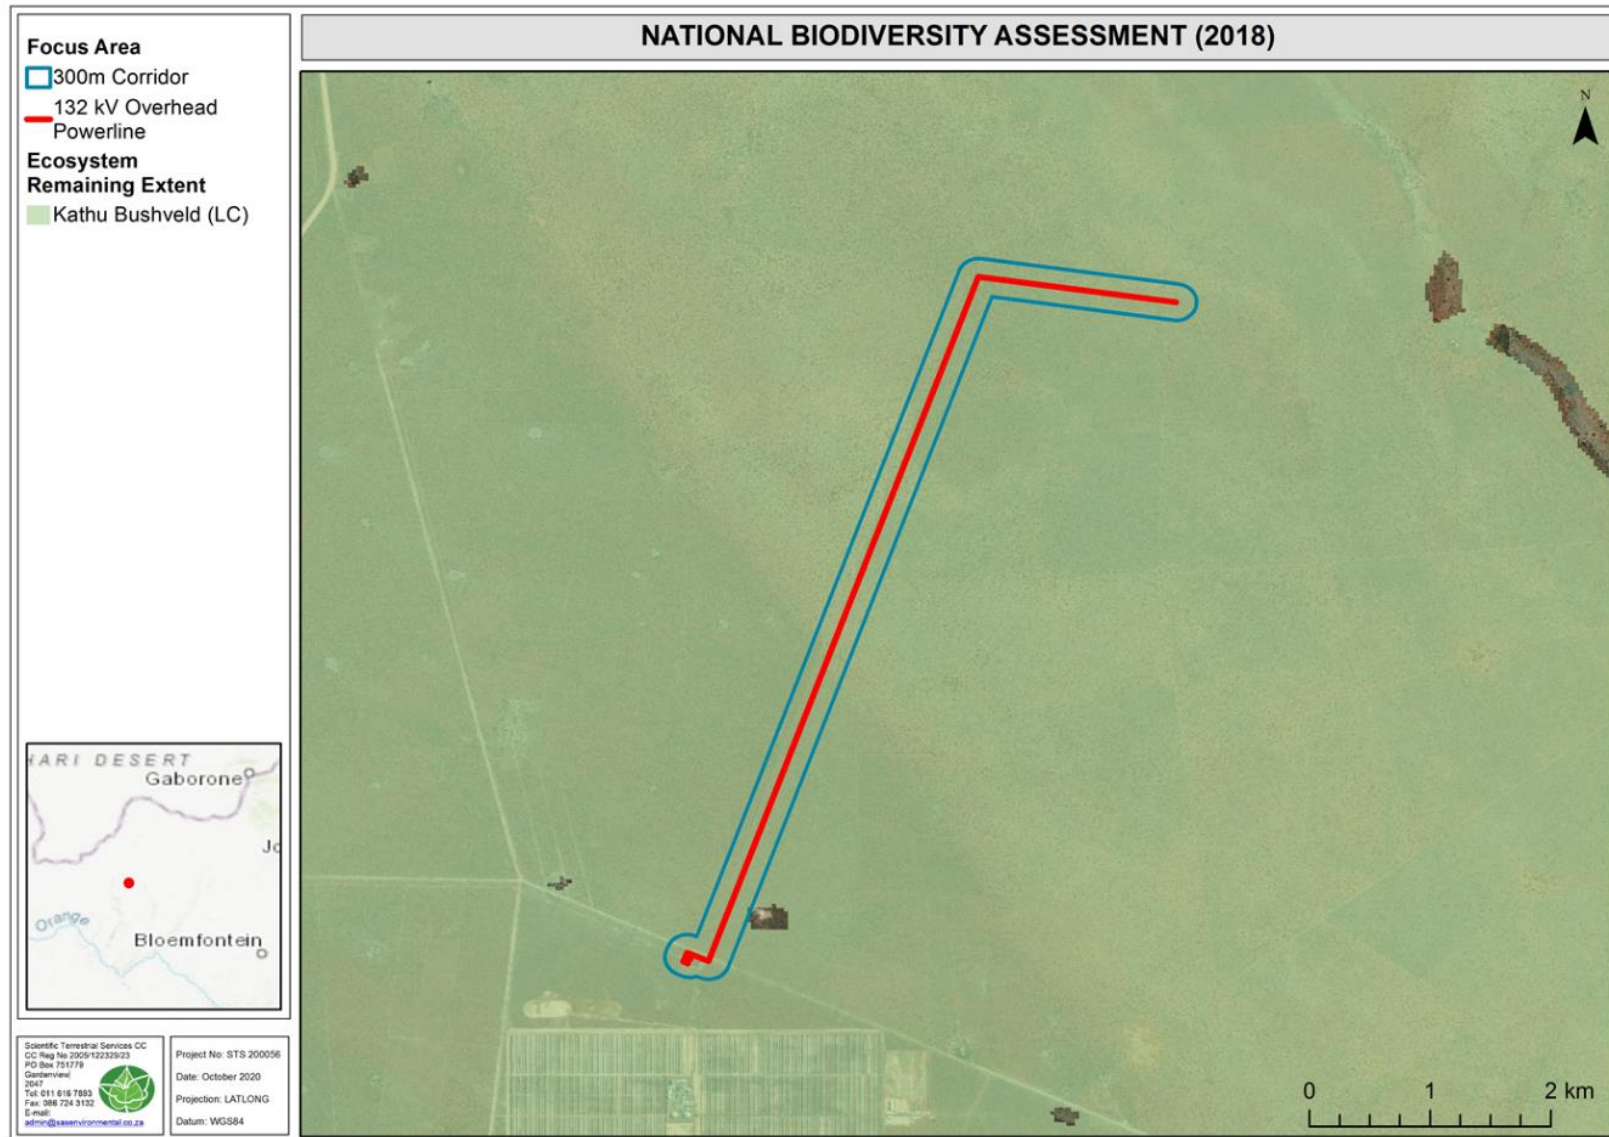 NATIONAL BIODIVERSITY ASSESSMENT (2018)
Focus Area
300m Corridor
132 kV Overhead
Powerline
Ecosystem
Remaining Extent
Kathu Bushveld (LC)
N
HARI DESERT
Gaborone
Jo
Orange
Bloemfontein
Scientific Terrestrial Services CC
CC Reg No 2005/122329/23
PO Box 751779
Gardenview
2047
Tel: 011 616 7893
Fax: 086 724 3132
E-mail:
admin@sasenvironmental.co.za
Project No: STS 200056
Date: October 2020
Projection: LATLONG
Datum: WGS84
0 1 2 km